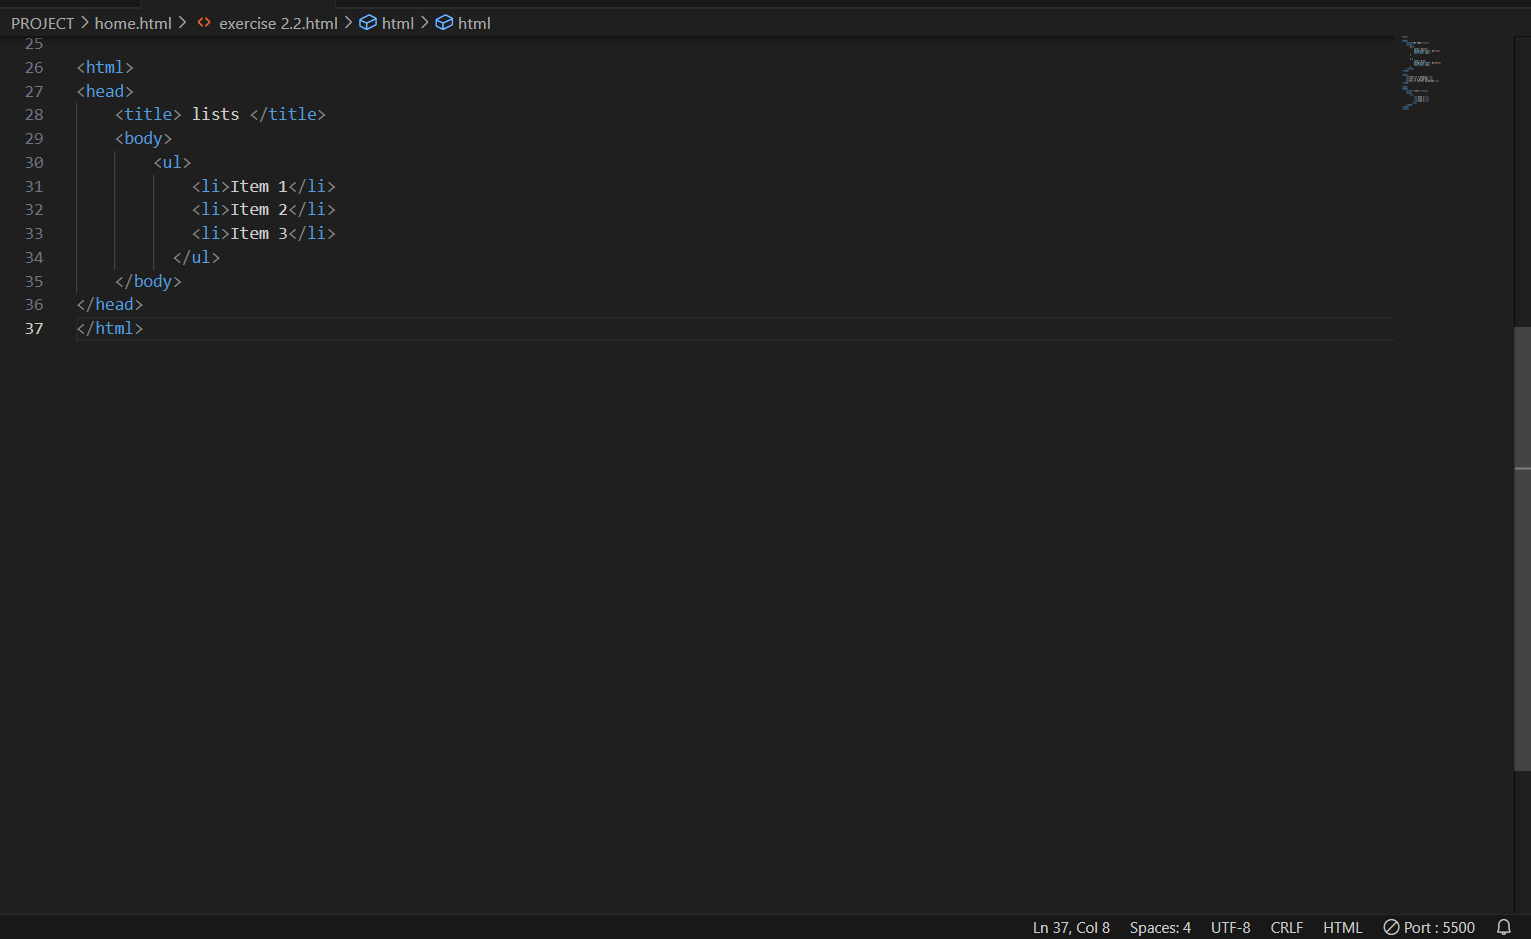 PROJECT > home.html > <> exercise 2.2.html > html > html
25
26 <html>
27 <head>
28     <title> lists </title>
29     <body>
30         <ul>
31             <li>Item 1</li>
32             <li>Item 2</li>
33             <li>Item 3</li>
34           </ul>
35     </body>
36 </head>
37 </html>
Ln 37, Col 8 Spaces: 4 UTF-8 CRLF HTML Port : 5500